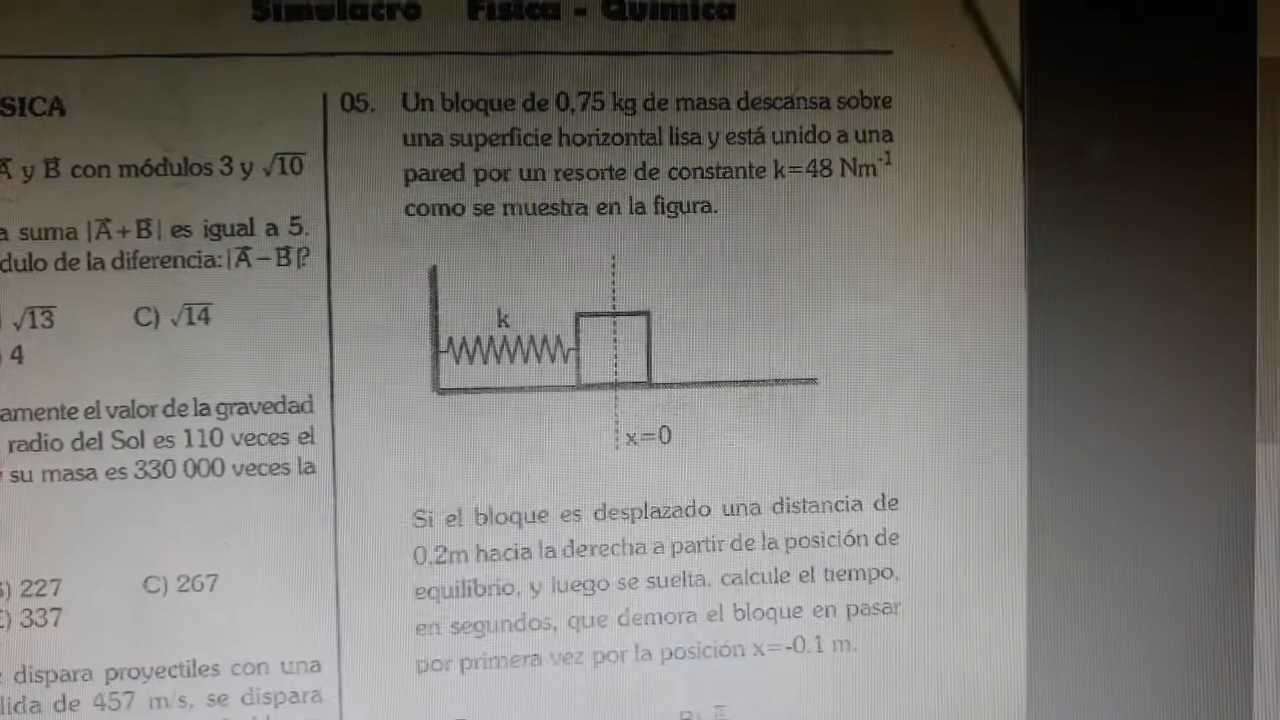 Simulacro Física - Química
SICA
A⃗ y B⃗ con módulos 3 y √10
a suma |A⃗+B⃗| es igual a 5.
dulo de la diferencia: |A⃗-B⃗|?
√13 C) √14
4
amente el valor de la gravedad
radio del Sol es 110 veces el
su masa es 330 000 veces la
227 C) 267
337
dispara proyectiles con una
lida de 457 m/s, se dispara
05. Un bloque de 0,75 kg de masa descansa sobre
una superficie horizontal lisa y está unido a una
pared por un resorte de constante k=48 Nm⁻¹
como se muestra en la figura.
k
x=0
Si el bloque es desplazado una distancia de
0,2m hacia la derecha a partir de la posición de
equilibrio, y luego se suelta, calcule el tiempo,
en segundos, que demora el bloque en pasar
por primera vez por la posición x=-0,1 m.